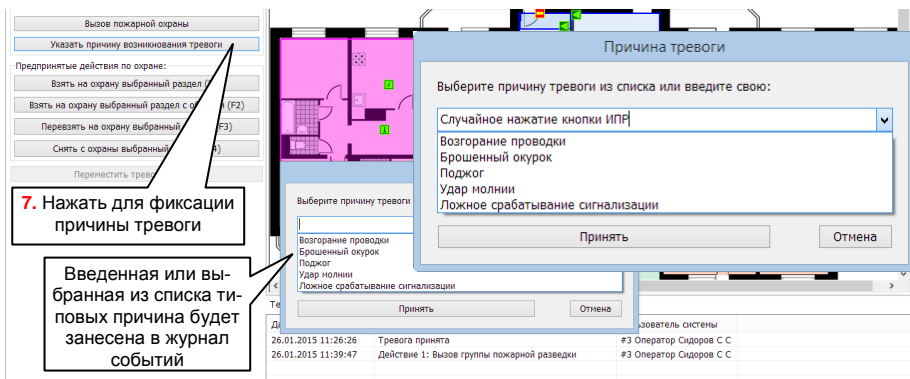 Вызов пожарной охраны
Указать причину возникнования тревоги
Предпринятые действия по охране:
Взять на охрану выбранный раздел
Взять на охрану выбранный раздел с (F2)
Перевзять на охрану выбранный F3)
Снять с охраны выбранный 4)
Переместить
7. Нажать для фиксации
причины тревоги
Введенная или вы-
бранная из списка ти-
повых причина будет
занесена в журнал
событий
Причина тревоги
Выберите причину тревоги из списка или введите свою:
Случайное нажатие кнопки ИПР
Возгорание проводки
Брошенный окурок
Поджог
Удар молнии
Ложное срабатывание сигнализации
Принять
Отмена
Выберите причину тревоги
Возгорание проводки
Брошенный окурок
Поджог
Удар молнии
Ложное срабатывание сигнализации
Принять
Отмена
зователь системы
26.01.2015 11:26:26 Тревога принята #3 Оператор Сидоров С С
26.01.2015 11:39:47 Действие 1: Вызов группы пожарной разведки #3 Оператор Сидоров С С